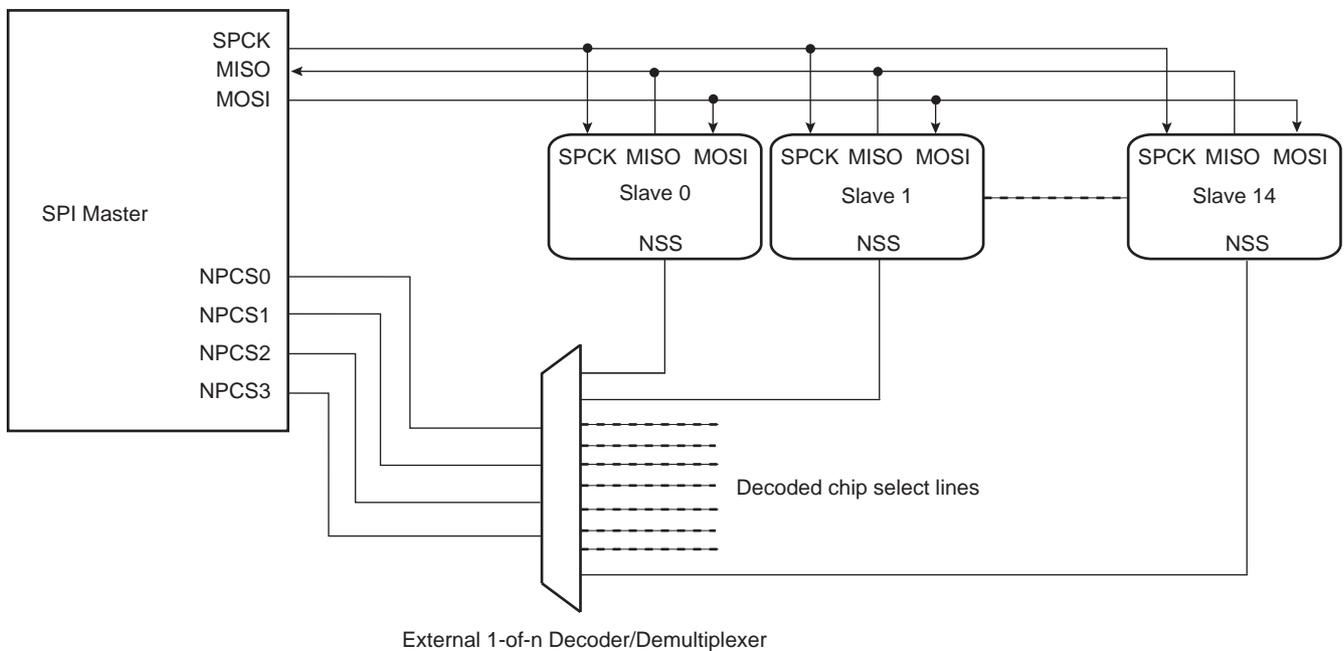 SPI Master
SPCK
MISO
MOSI
NPCS0
NPCS1
NPCS2
NPCS3
SPCK MISO MOSI
Slave 0
NSS
SPCK MISO MOSI
Slave 1
NSS
SPCK MISO MOSI
Slave 14
NSS
Decoded chip select lines
External 1-of-n Decoder/Demultiplexer